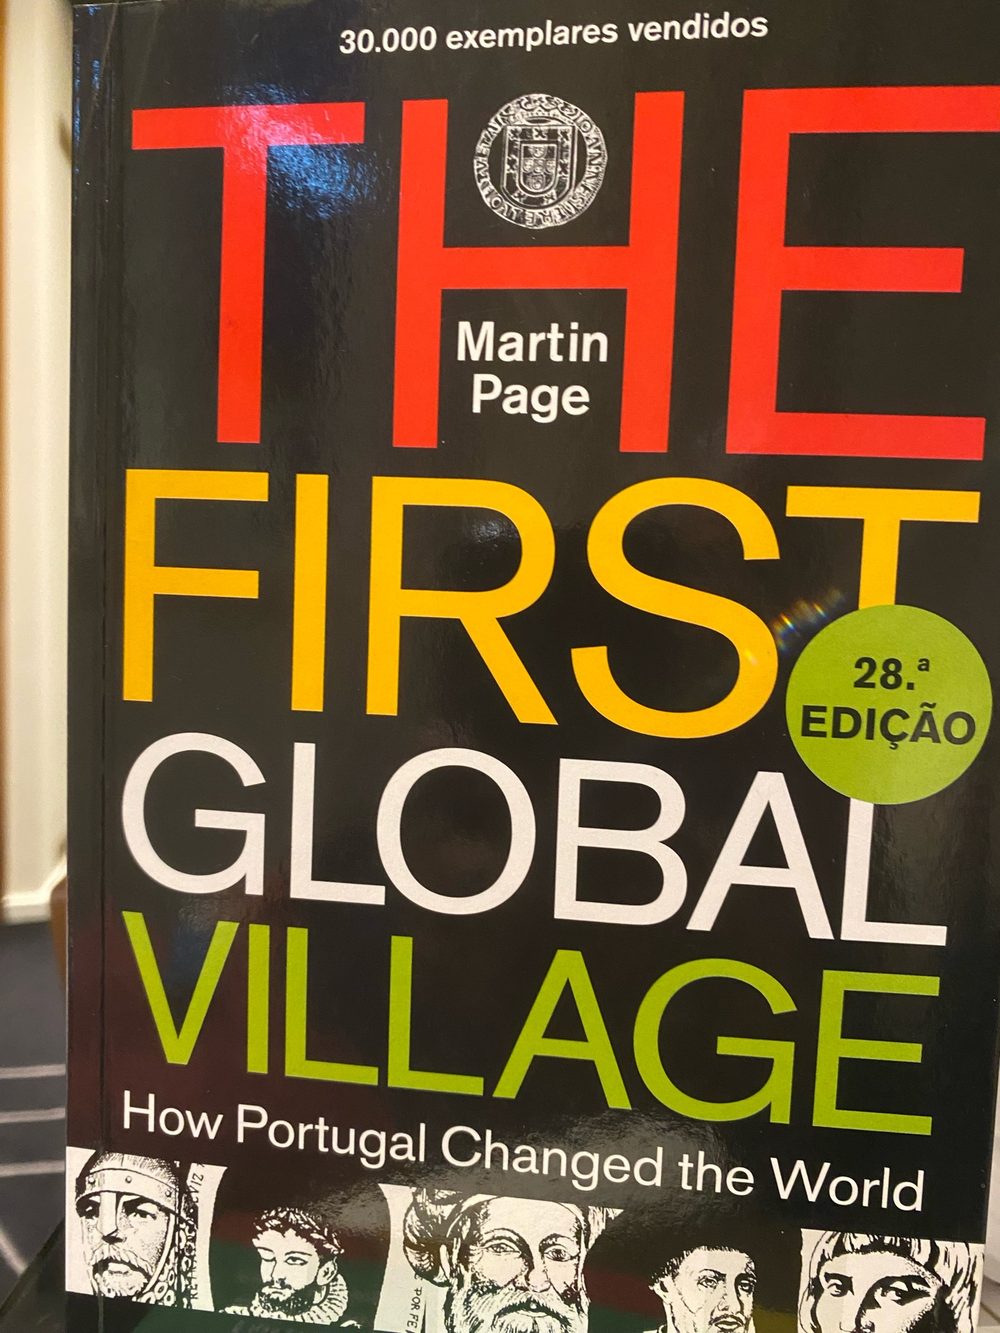 30.000 exemplares vendidos
THE
Martin
Page
FIRST
28.ª
EDIÇÃO
GLOBAL
VILLAGE
How Portugal Changed the World